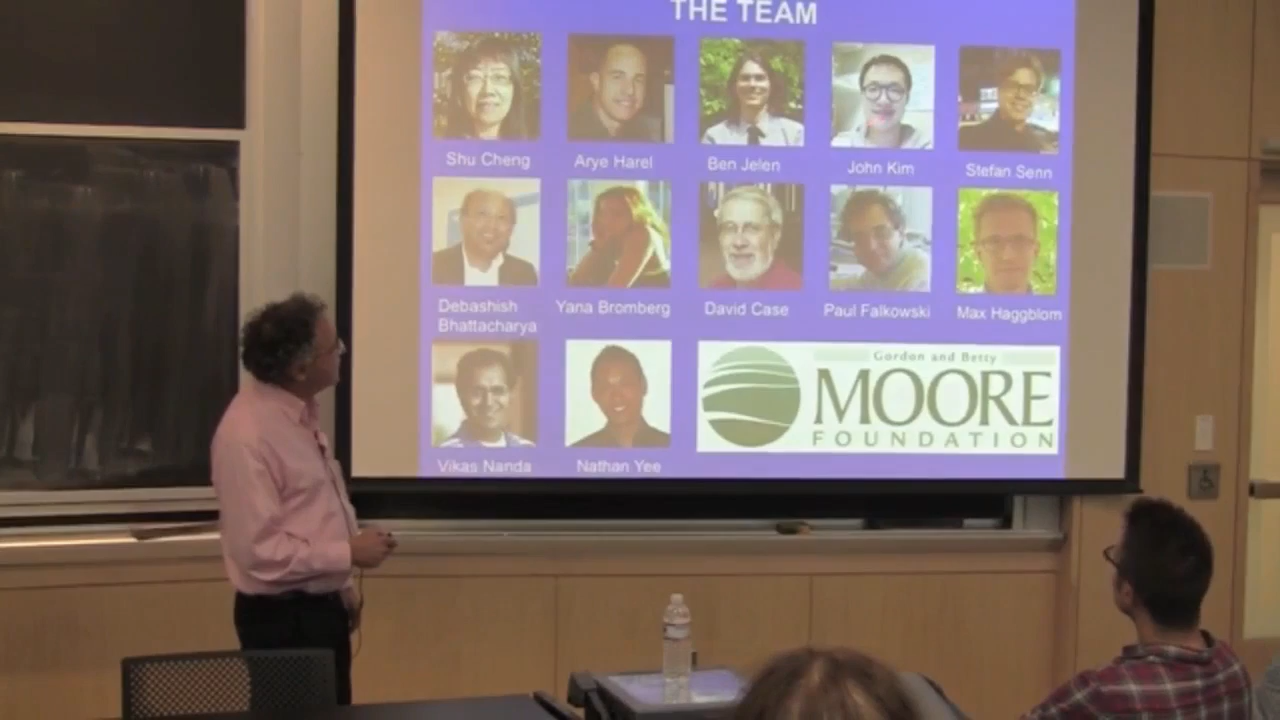 THE TEAM
Shu Cheng
Arye Harel
Ben Jelen
John Kim
Stefan Senn
Debashish
Bhattacharya
Yana Bromberg
David Case
Paul Falkowski
Max Haggblom
Vikas Nanda
Nathan Yee
Gordon and Betty
MOORE
FOUNDATION